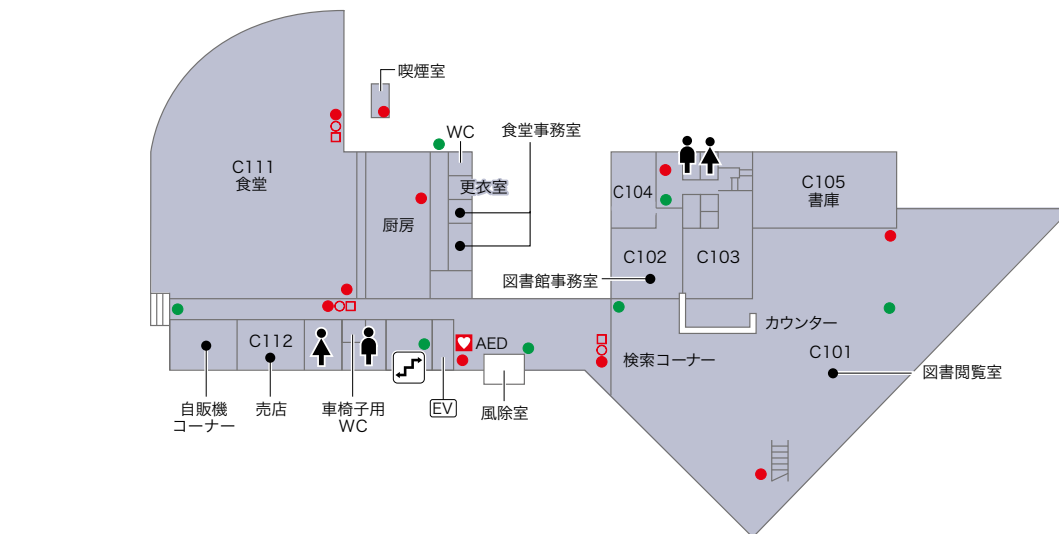 喫煙室
WC
食堂事務室
C111
食堂
更衣室
厨房
C104
C105
書庫
C102
C103
図書館事務室
カウンター
C112
AED
検索コーナー
C101
図書閲覧室
自販機
コーナー
売店
車椅子用
WC
EV
風除室